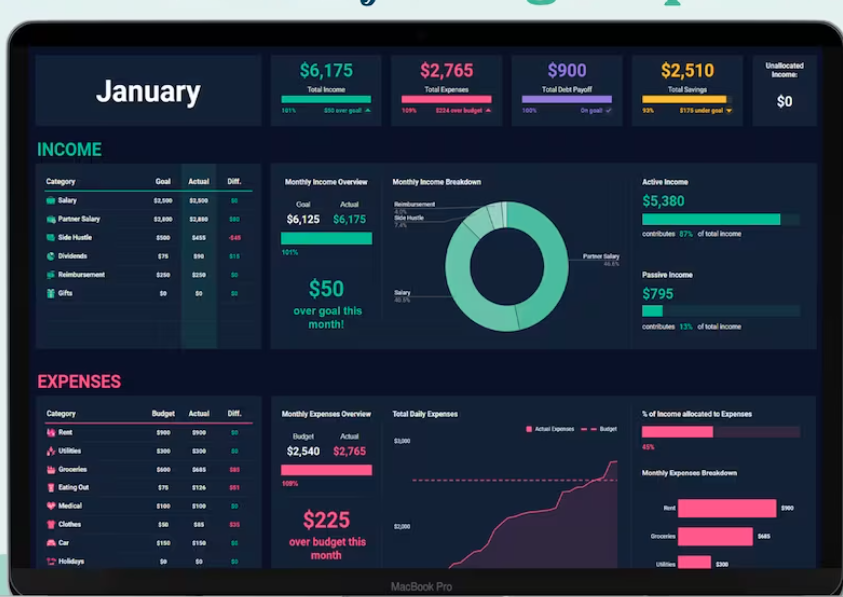 January
$6,175
Total Income
101% $50 over goal
$2,765
Total Expenses
109% $224 over budget
$900
Total Debt Payoff
100% On goal
$2,510
Total Savings
93% $175 under goal
Unallocated
Income:
$0
INCOME
Category Goal Actual Diff.
Salary $2,500 $2,500 $0
Partner Salary $2,800 $2,880 $80
Side Hustle $500 $455 -$45
Dividends $75 $90 $15
Reimbursement $250 $250 $0
Gifts $0 $0 $0
Monthly Income Overview
Goal Actual
$6,125 $6,175
101%
$50
over goal this
month!
Monthly Income Breakdown
Reimbursement
4.0%
Side Hustle
7.4%
Partner Salary
46.6%
Salary
Active Income
$5,380
contributes 87% of total income
Passive Income
$795
contributes 13% of total income
EXPENSES
Category Budget Actual Diff.
Rent $900 $900 $0
Utilities $300 $300 $0
Groceries $600 $685 $85
Eating Out $75 $126 $51
Medical $100 $100 $0
Clothes $50 $85 $35
Car $150 $150 $0
Holidays $0 $0 $0
Monthly Expenses Overview
Budget Actual
$2,540 $2,765
109%
$225
over budget this
month
Total Daily Expenses
Actual Expenses Budget
$3,000
$2,000
% of Income allocated to Expenses
45%
Monthly Expenses Breakdown
Rent $900
Groceries $685
Utilities $300
MacBook Pro